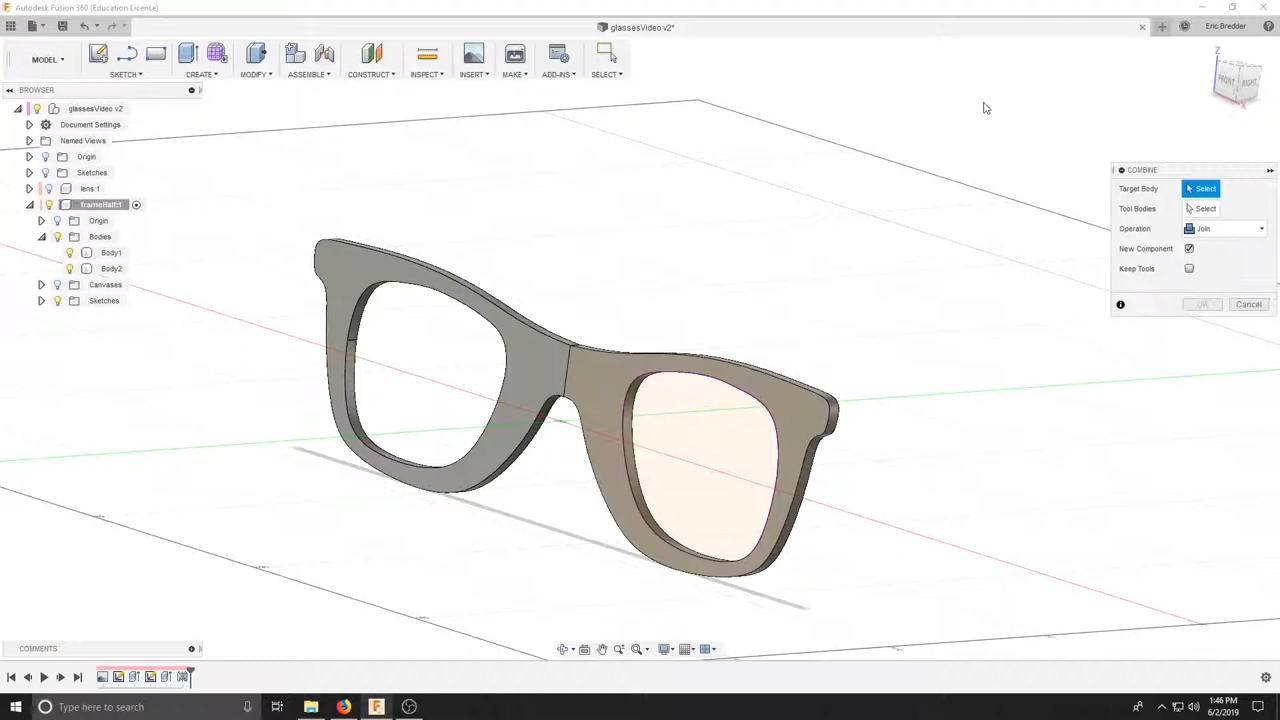 Autodesk Fusion 360 (Education License)
glassesVideo v2*
Eric Bredder
MODEL
SKETCH
CREATE
MODIFY
ASSEMBLE
CONSTRUCT
INSPECT
INSERT
MAKE
ADD-INS
SELECT
BROWSER
glassesVideo v2
Document Settings
Named Views
Origin
Sketches
lens:1
frameHalf:1
Origin
Bodies
Body1
Body2
Canvases
Sketches
Z
FRONT
RIGHT
X
COMBINE
Target Body
Select
Tool Bodies
Select
Operation
Join
New Component
Keep Tools
OK
Cancel
COMMENTS
Type here to search
1:46 PM
6/2/2019